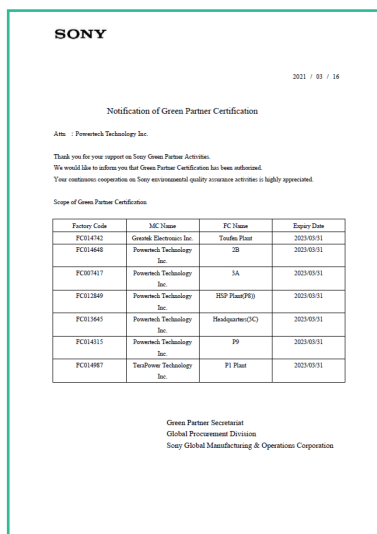 SONY
2021 / 03 / 16
Notification of Green Partner Certification
Attn : Powertech Technology Inc.
Thank you for your support on Sony Green Partner Activities.
We would like to inform you that Green Partner Certification has been authorized.
Your continuous cooperation on Sony environmental quality assurance activities is highly appreciated.
Scope of Green Partner Certification
Factory Code MC Name FC Name Expiry Date
FC014742 Greatek Electronics Inc. Toufen Plant 2023/03/31
FC014648 Powertech Technology Inc. 2B 2023/03/31
FC007417 Powertech Technology Inc. 3A 2023/03/31
FC012849 Powertech Technology Inc. HSP Plant(P8)) 2023/03/31
FC013645 Powertech Technology Inc. Headquarters(3C) 2023/03/31
FC014315 Powertech Technology Inc. P9 2023/03/31
FC014987 TeraPower Technology Inc. P1 Plant 2023/03/31
Green Partner Secretariat
Global Procurement Division
Sony Global Manufacturing & Operations Corporation